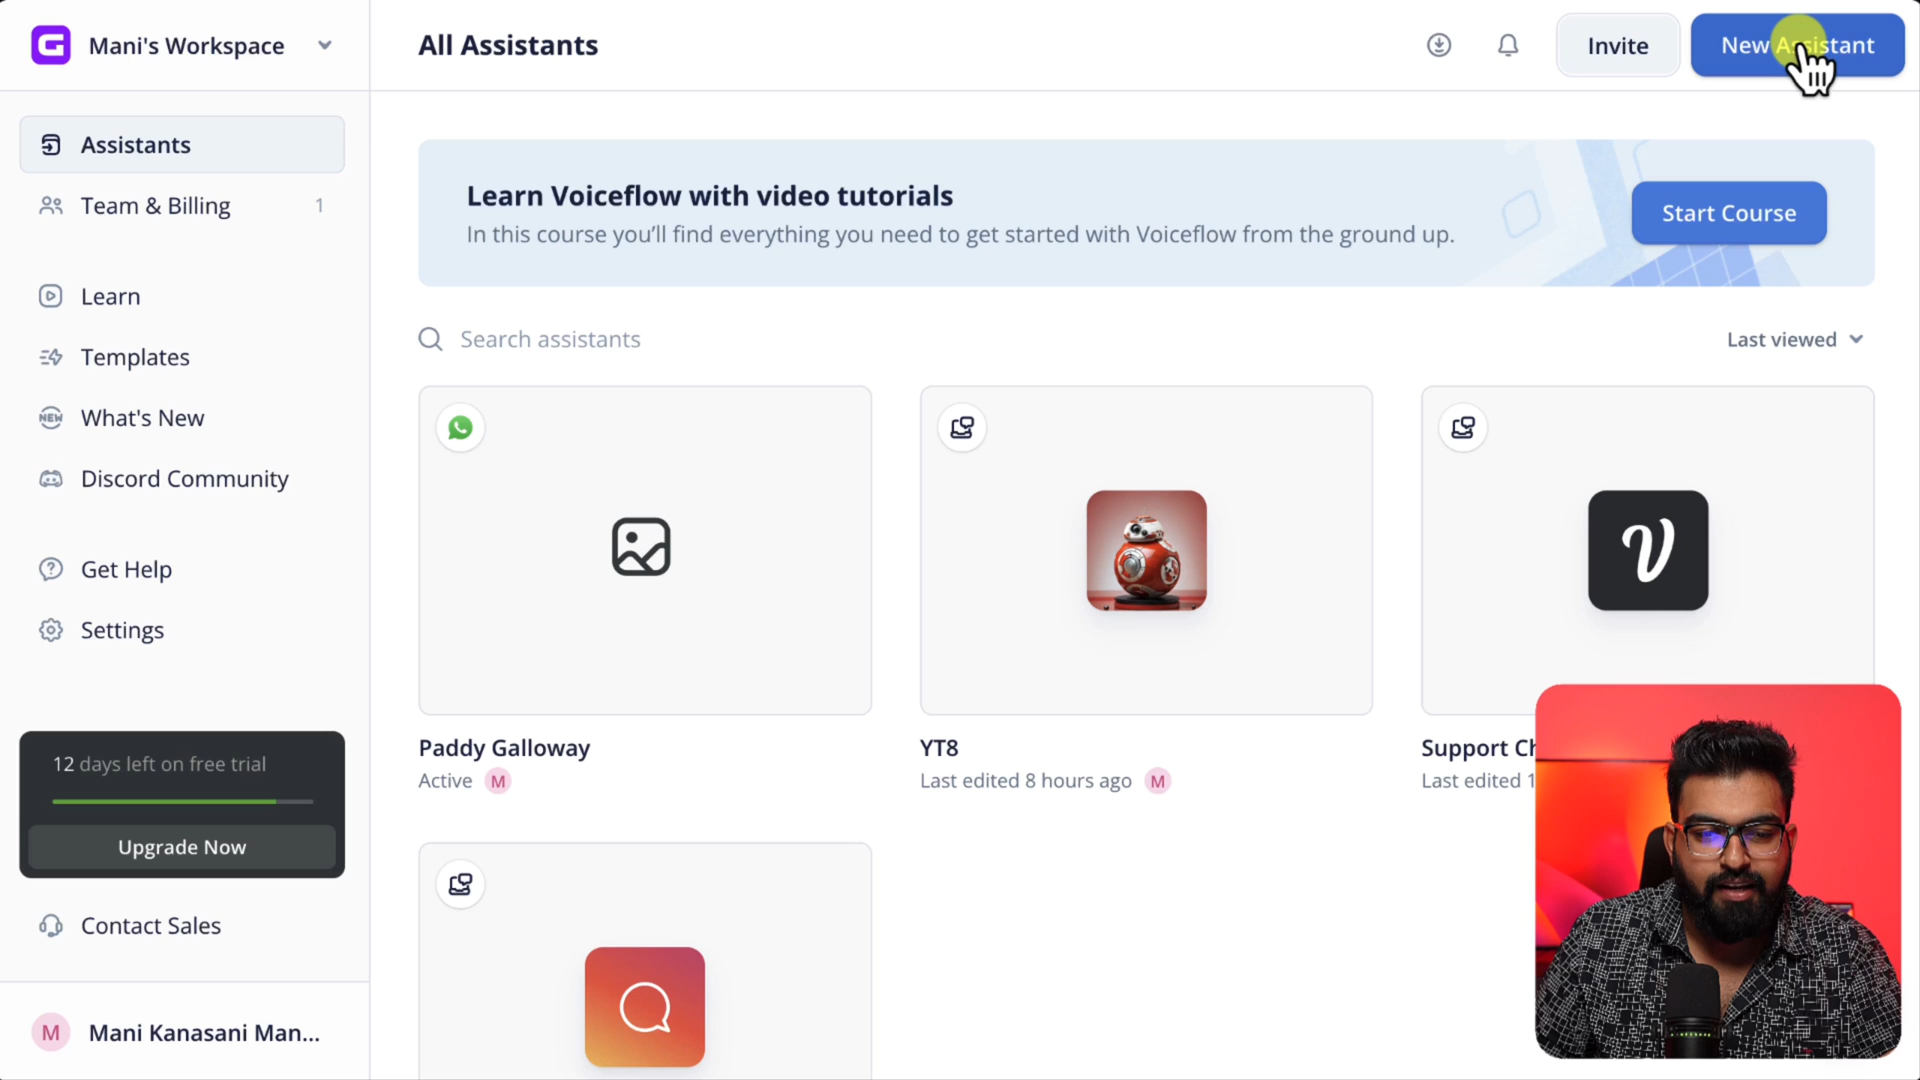 Mani's Workspace
All Assistants
Invite
New Assistant
Assistants
Team & Billing 1
Learn
Templates
What's New
Discord Community
Get Help
Settings
12 days left on free trial
Upgrade Now
Contact Sales
M Mani Kanasani Man...
Learn Voiceflow with video tutorials
In this course you'll find everything you need to get started with Voiceflow from the ground up.
Start Course
Search assistants
Last viewed
Paddy Galloway
Active M
YT8
Last edited 8 hours ago M
Support
Last edited
NEW